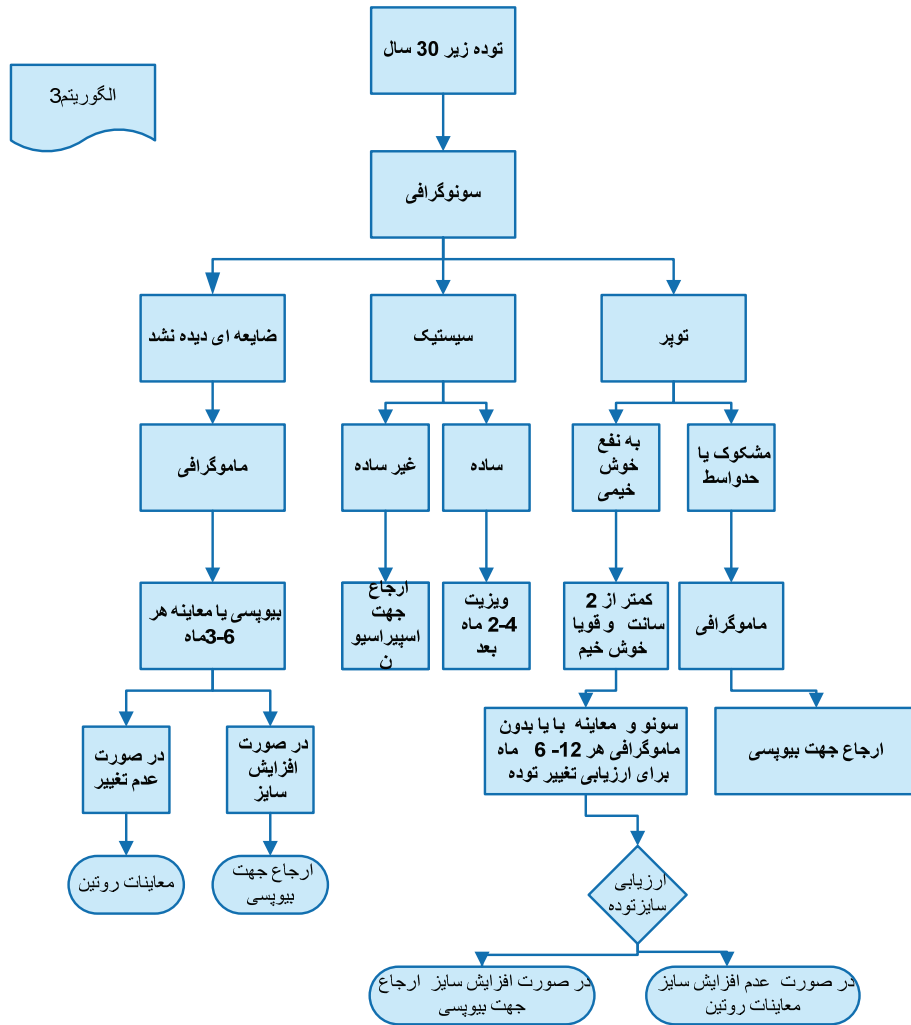 توده زیر 30 سال
الگوریتم3
سونوگرافی
ضایعه ای دیده نشد
سیستیک
توپر
ماموگرافی
غیر ساده
ساده
به نفع
خوش
خیمی
مشکوک یا
حدواسط
بیوپسی یا معاینه هر
3-6ماه
ارجاع
جهت
اسپیراسیو
ن
ویزیت
2-4 ماه
بعد
کمتر از 2
سانت و قویا
خوش خیم
ماموگرافی
در صورت
عدم تغییر
در صورت
افزایش
سایز
سونو و معاینه با یا بدون
ماموگرافی هر 12- 6 ماه
برای ارزیابی تغییر توده
ارجاع جهت بیوپسی
معاینات روتین
ارجاع جهت
بیوپسی
ارزیابی
سایزتوده
در صورت افزایش سایز ارجاع
جهت بیوپسی
در صورت عدم افزایش سایز
معاینات روتین